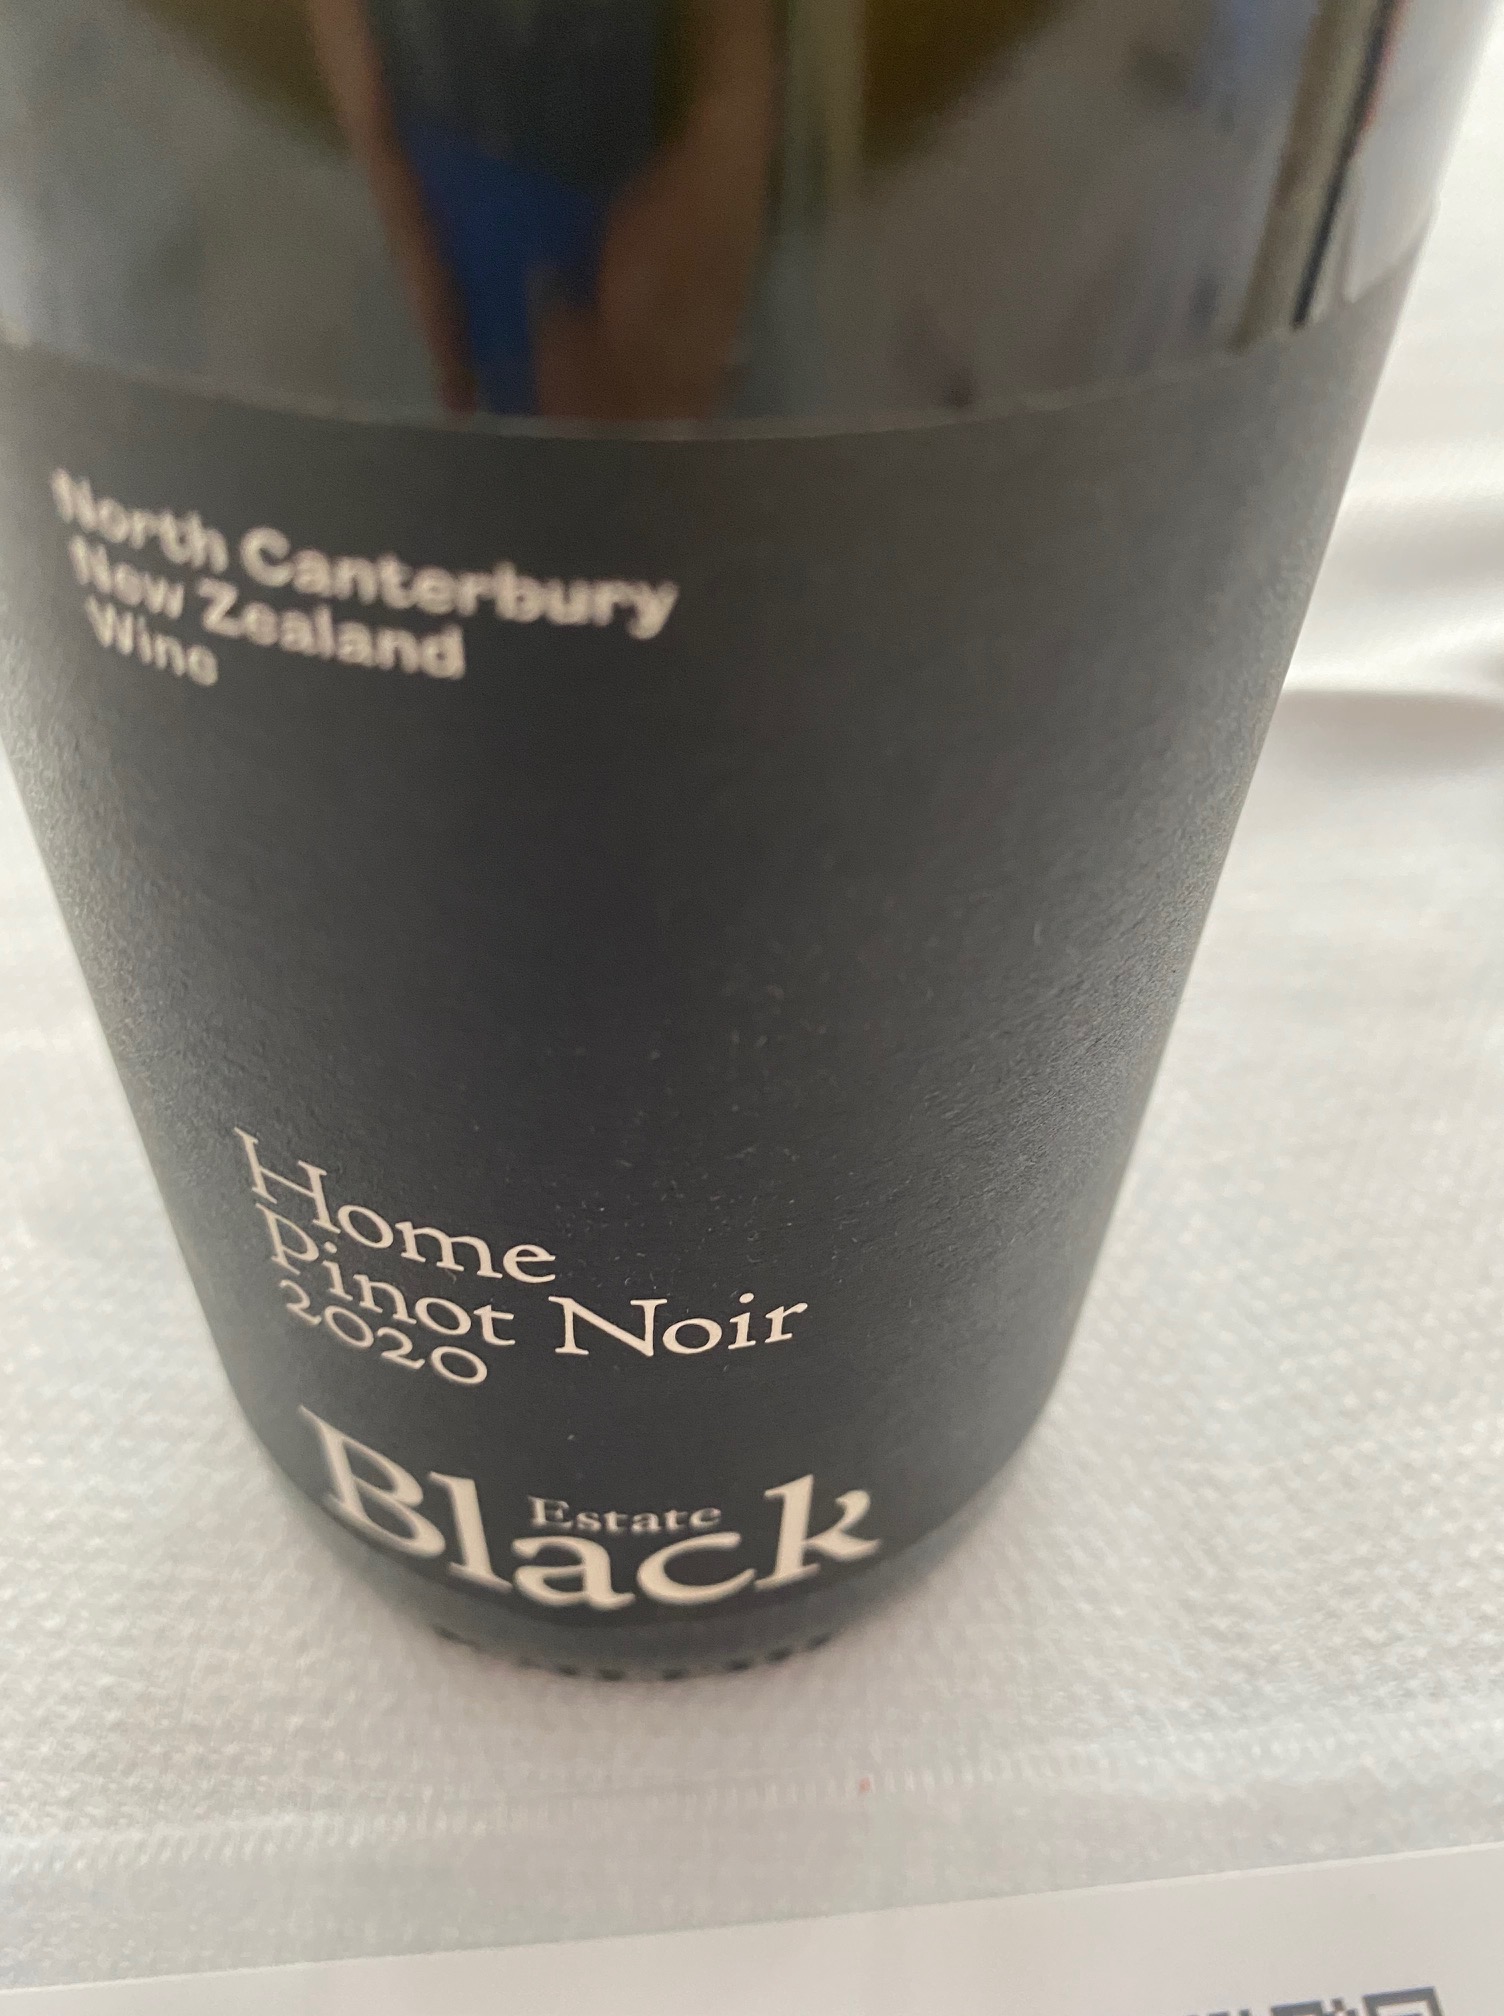 North Canterbury
New Zealand
Wine
Home
Pinot Noir
2020
Black
Estate